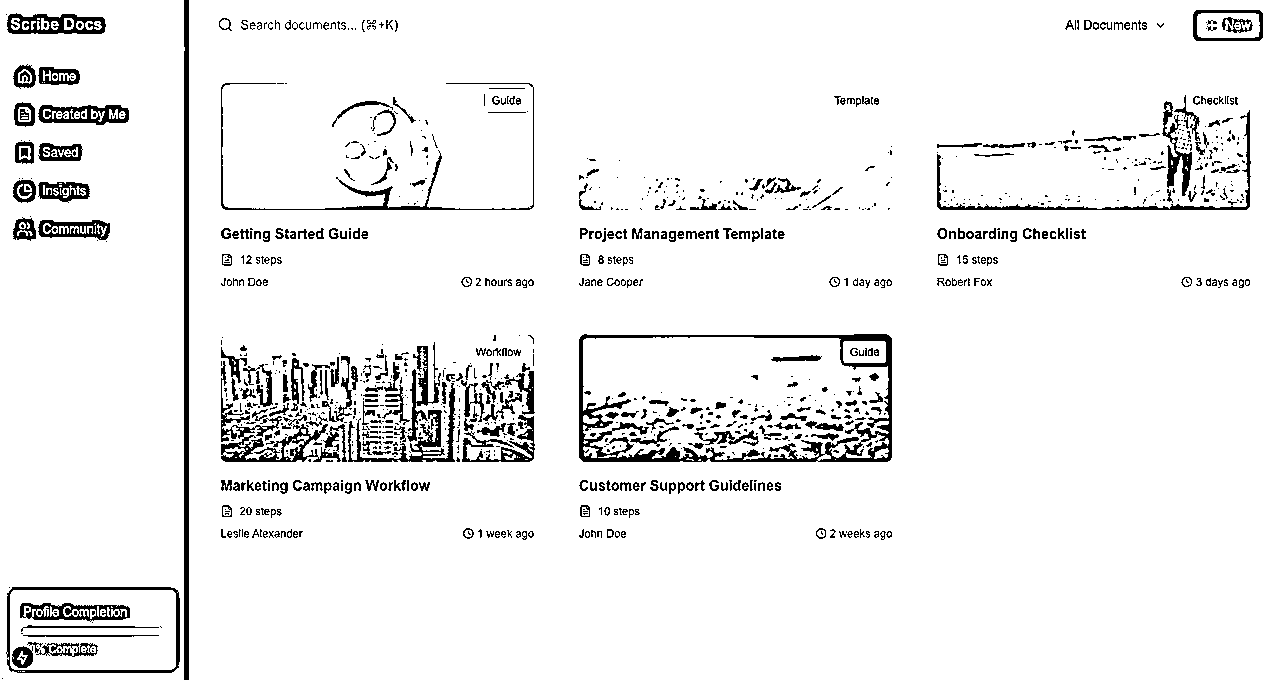 Scribe Docs
Home
Created by Me
Saved
Insights
Community
Profile Completion
% Complete
Search documents... (⌘+K)
All Documents
New
Guide
Getting Started Guide
12 steps
John Doe
2 hours ago
Template
Project Management Template
8 steps
Jane Cooper
1 day ago
Checklist
Onboarding Checklist
15 steps
Robert Fox
3 days ago
Workflow
Marketing Campaign Workflow
20 steps
Leslie Alexander
1 week ago
Guide
Customer Support Guidelines
10 steps
John Doe
2 weeks ago